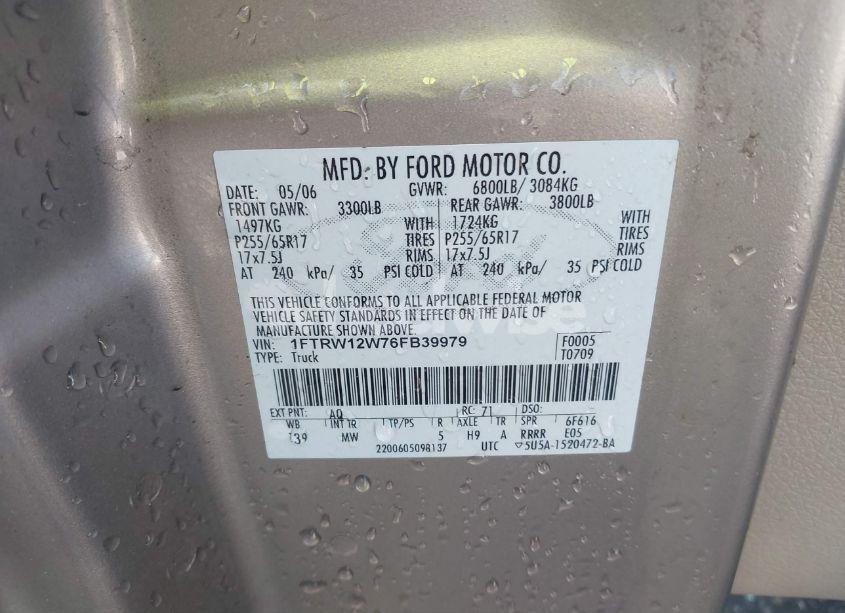 MFD. BY FORD MOTOR CO.
DATE: 05/06 GVWR: 6800LB/ 3084KG
FRONT GAWR: 3300LB REAR GAWR: 3800LB
1497KG WITH 1724KG WITH
P255/65R17 TIRES P255/65R17 TIRES
17x7.5J RIMS 17x7.5J RIMS
AT 240 kPa/ 35 PSI COLD AT 240 kPa/ 35 PSI COLD
THIS VEHICLE CONFORMS TO ALL APPLICABLE FEDERAL MOTOR
VEHICLE SAFETY STANDARDS IN EFFECT ON THE DATE OF
MANUFACTURE SHOWN ABOVE.
VIN: 1FTRW12W76FB39979 F0005
TYPE: Truck T0709
EXT PNT: AQ RC: 71 DSO:
WB INT TR TP/PS R AXLE TR SPR 6F616
139 MW 5 H9 A RRRR E05
2200605098137 UTC ▽5U5A-1520472-BA